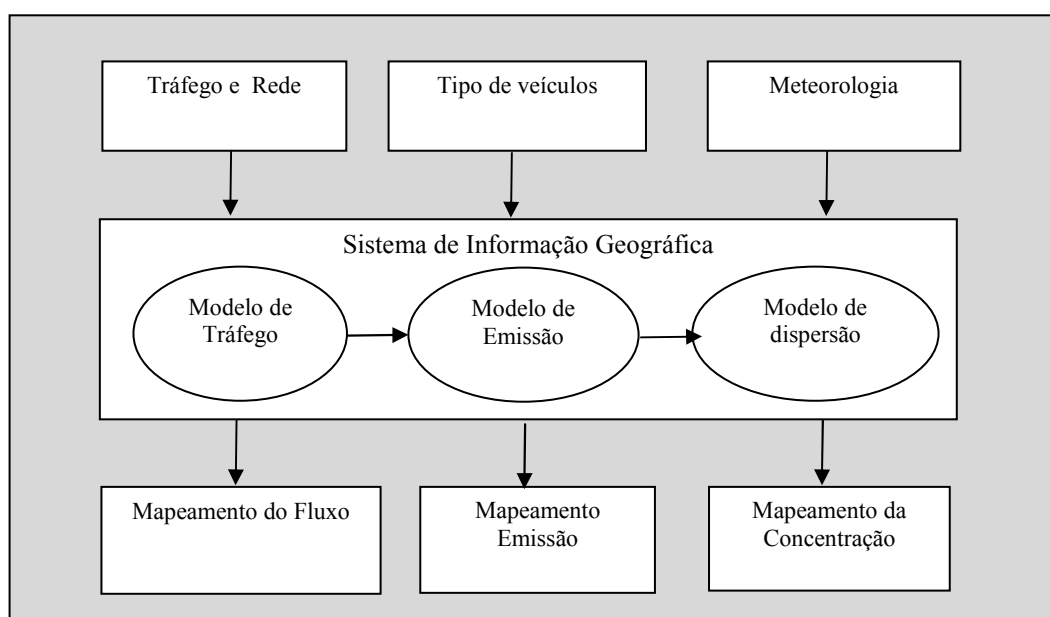 Tráfego e Rede
Tipo de veículos
Meteorologia
Sistema de Informação Geográfica
Modelo de
Tráfego
Modelo de
Emissão
Modelo de
dispersão
Mapeamento do Fluxo
Mapeamento
Emissão
Mapeamento da
Concentração